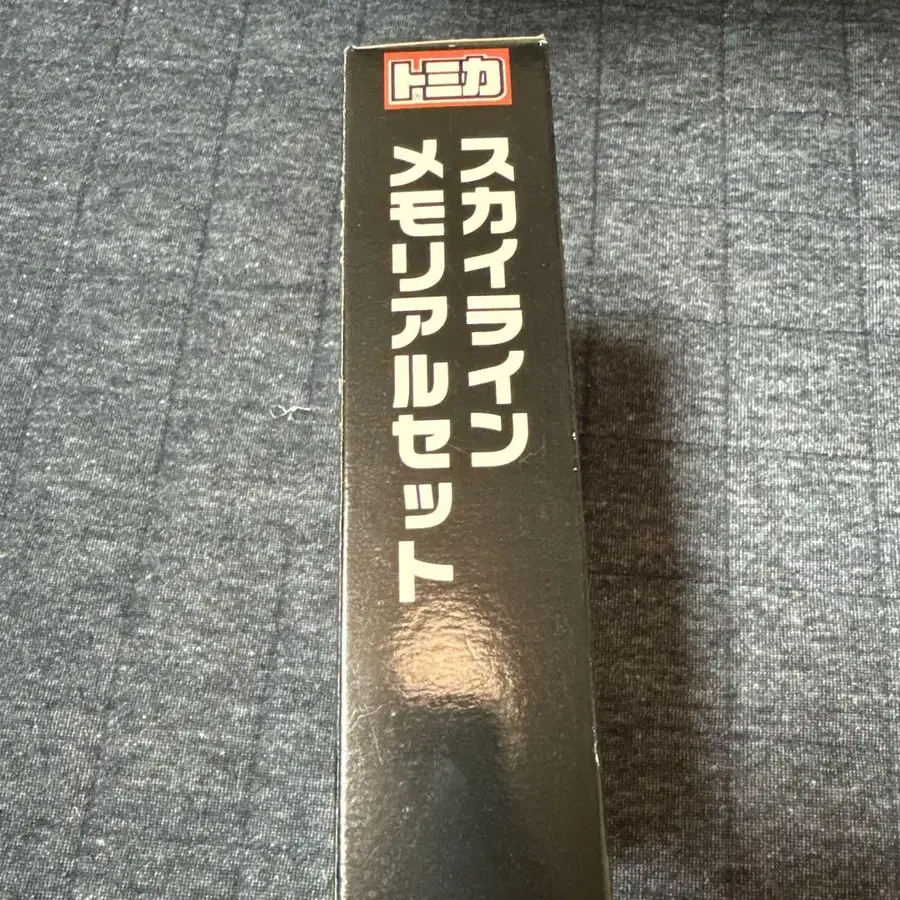 トミカ
スカイライン
メモリアルセット